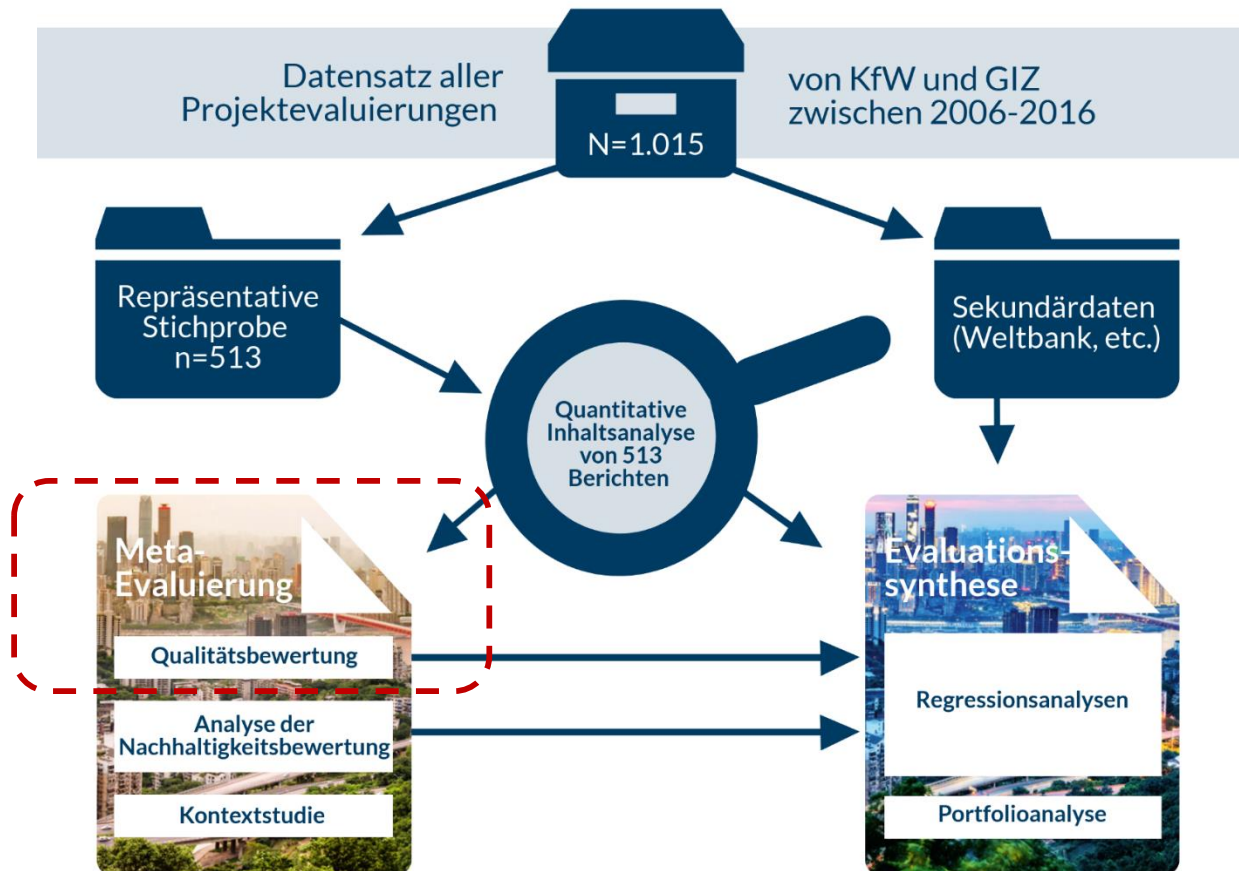 Datensatz aller
Projektevaluierungen
von KfW und GIZ
zwischen 2006-2016
N=1.015
Repräsentative
Stichprobe
n=513
Sekundärdaten
(Weltbank, etc.)
Quantitative
Inhaltsanalyse
von 513
Berichten
Meta-
Evaluierung
Qualitätsbewertung
Analyse der
Nachhaltigkeitsbewertung
Kontextstudie
Evaluations-
synthese
Regressionsanalysen
Portfolioanalyse